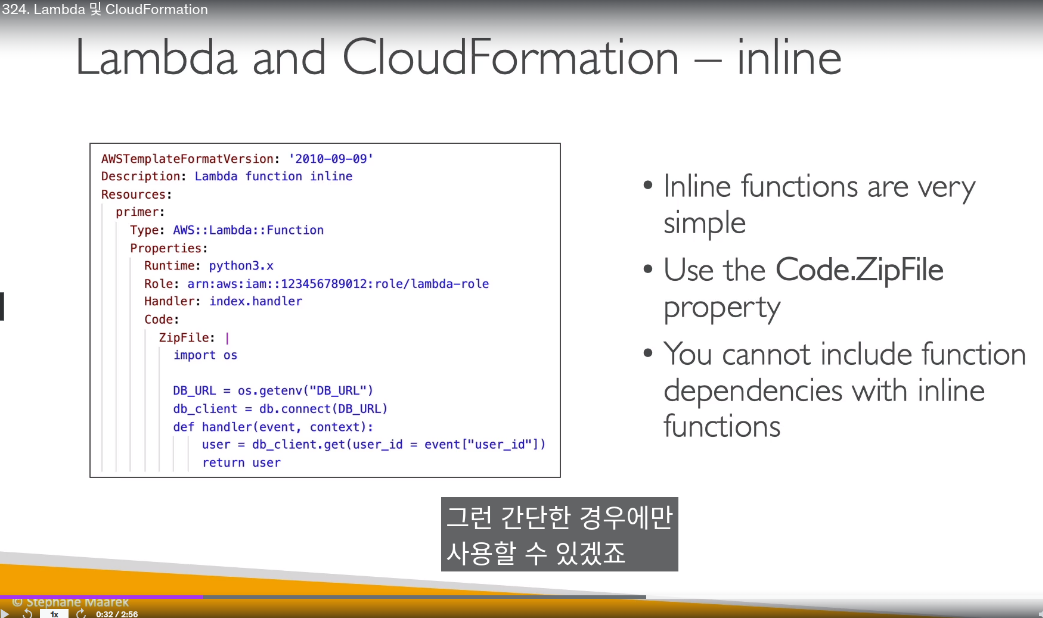 324. Lambda 및 CloudFormation
Lambda and CloudFormation – inline
AWSTemplateFormatVersion: '2010-09-09'
Description: Lambda function inline
Resources:
primer:
Type: AWS::Lambda::Function
Properties:
Runtime: python3.x
Role: arn:aws:iam::123456789012:role/lambda-role
Handler: index.handler
Code:
ZipFile: |
import os
DB_URL = os.getenv("DB_URL")
db_client = db.connect(DB_URL)
def handler(event, context):
user = db_client.get(user_id = event["user_id"])
return user
• Inline functions are very
simple
• Use the Code.ZipFile
property
• You cannot include function
dependencies with inline
functions
그런 간단한 경우에만
사용할 수 있겠죠
© Stephane Maarek
1x 0:32 / 2:56